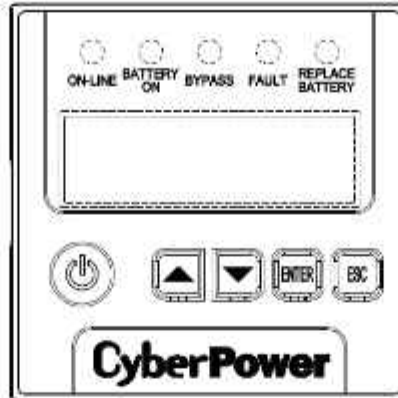 ON-LINE
BATTERY ON
BYPASS
FAULT
REPLACE BATTERY
ENTER
ESC
CyberPower